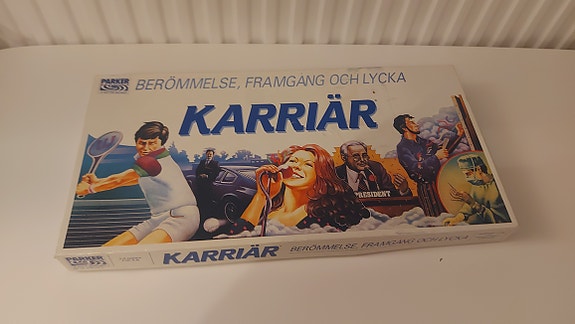 PARKER
BERÖMMELSE, FRAMGANG OCH LYCKA
KARRIÄR
PRESIDENT
PARKER
KARRIÄR
BERÖMMELSE, FRAMGANG OCH LYCKA